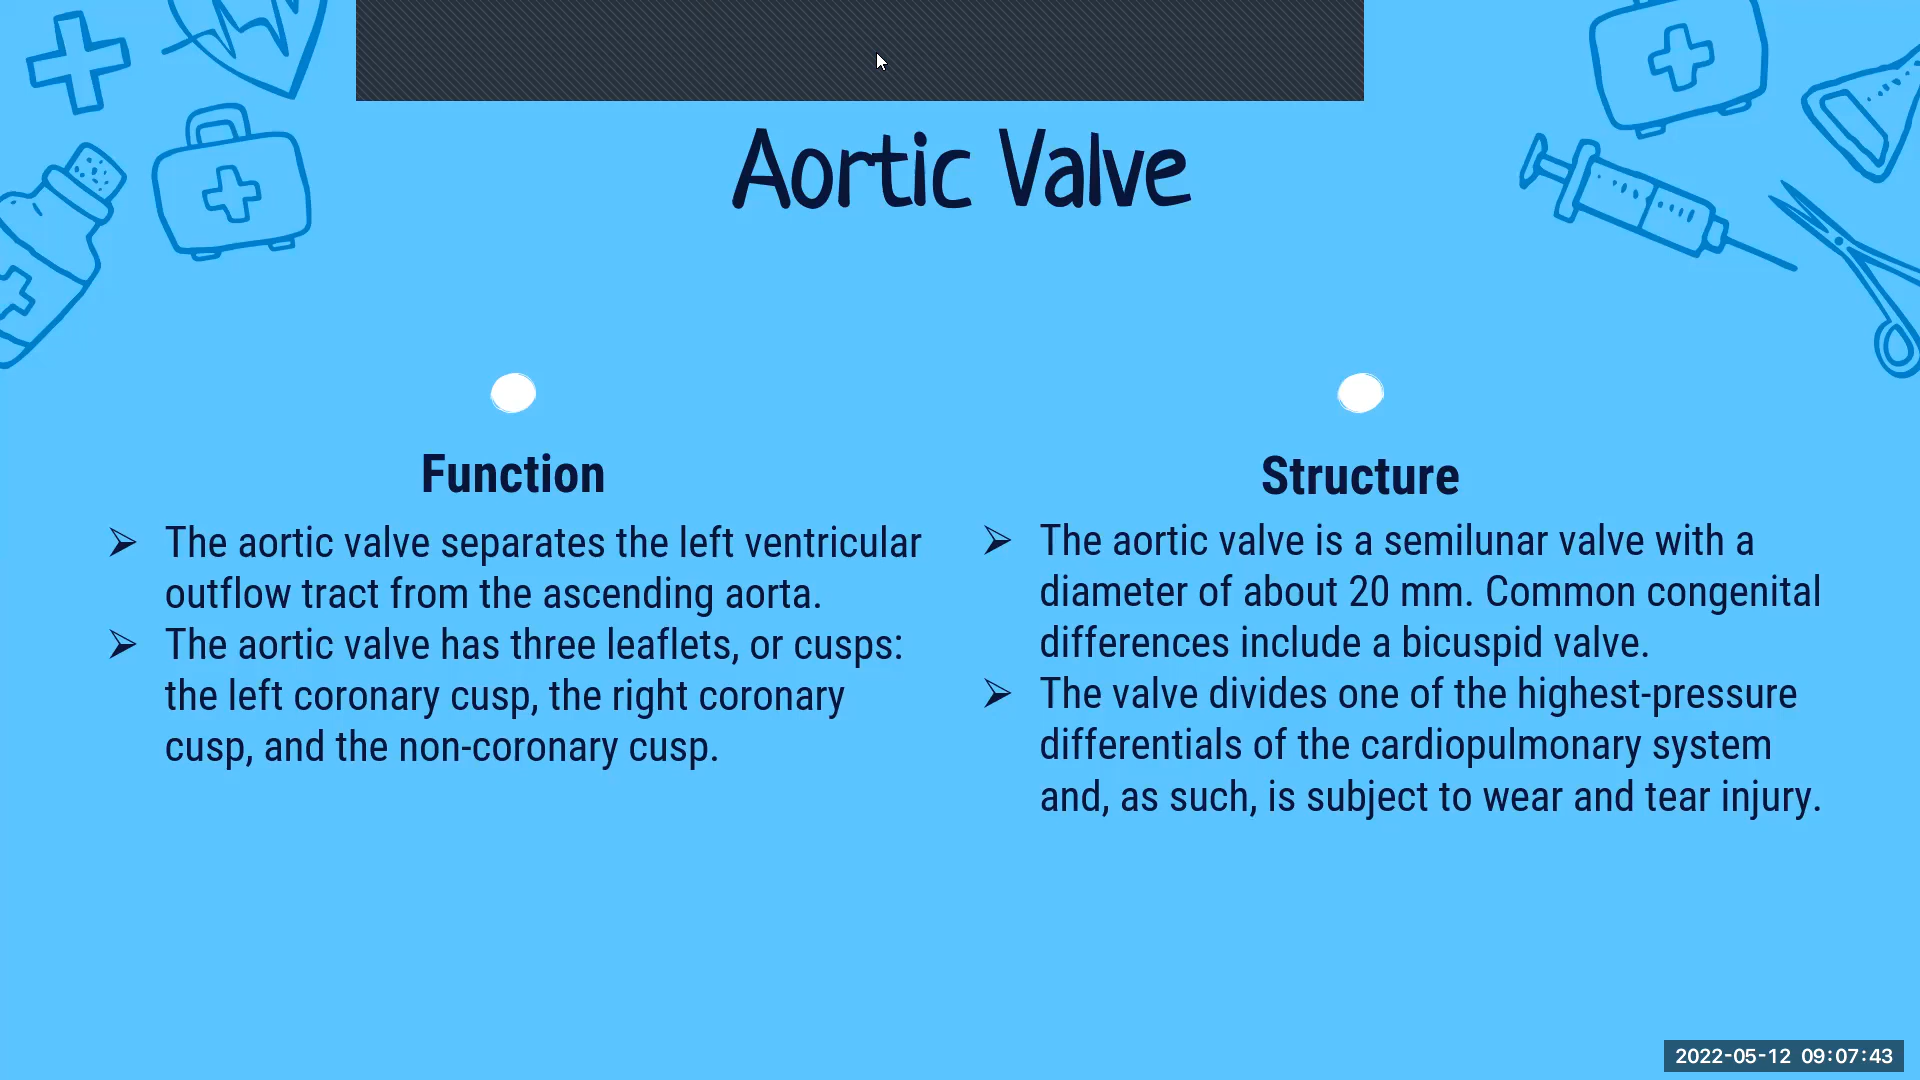 Aortic Valve
Function
➢ The aortic valve separates the left ventricular
outflow tract from the ascending aorta.
➢ The aortic valve has three leaflets, or cusps:
the left coronary cusp, the right coronary
cusp, and the non-coronary cusp.
Structure
➢ The aortic valve is a semilunar valve with a
diameter of about 20 mm. Common congenital
differences include a bicuspid valve.
➢ The valve divides one of the highest-pressure
differentials of the cardiopulmonary system
and, as such, is subject to wear and tear injury.
2022-05-12 09:07:43